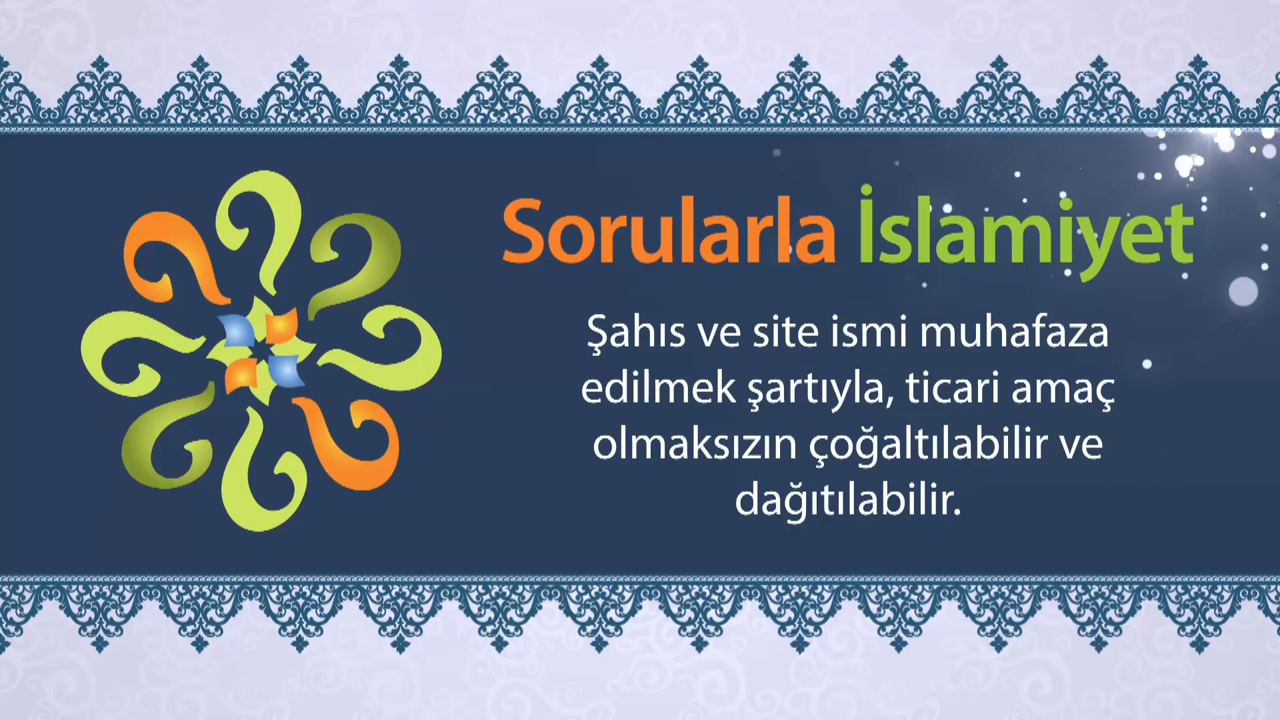 Sorularla İslamiyet
Şahıs ve site ismi muhafaza
edilmek şartıyla, ticari amaç
olmaksızın çoğaltılabilir ve
dağıtılabilir.